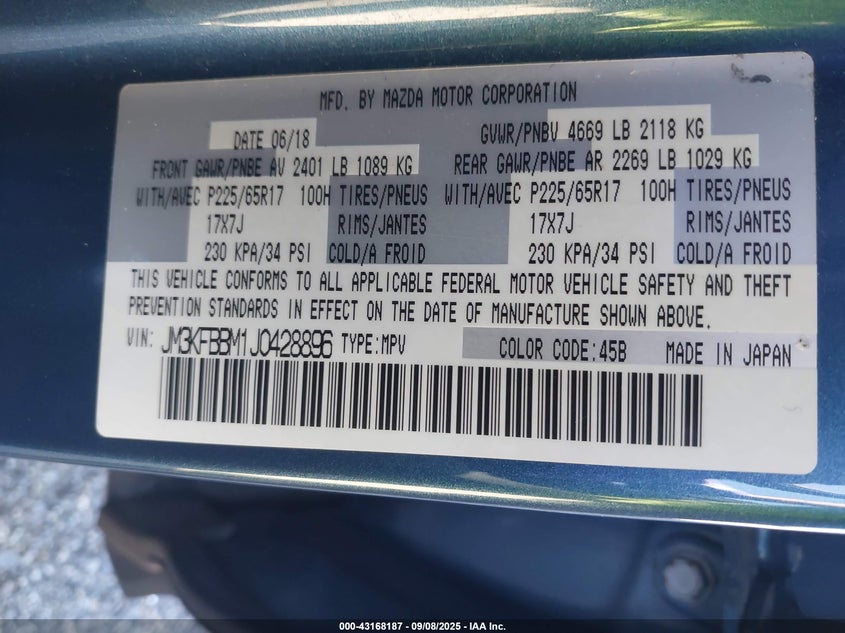 MFD. BY MAZDA MOTOR CORPORATION
DATE 06/18 GVWR/PNBV 4669 LB 2118 KG
FRONT GAWR/PNBE AV 2401 LB 1089 KG REAR GAWR/PNBE AR 2269 LB 1029 KG
WITH/AVEC P225/65R17 100H TIRES/PNEUS WITH/AVEC P225/65R17 100H TIRES/PNEUS
17X7J RIMS/JANTES 17X7J RIMS/JANTES
230 KPA/34 PSI COLD/A FROID 230 KPA/34 PSI COLD/A FROID
THIS VEHICLE CONFORMS TO ALL APPLICABLE FEDERAL MOTOR VEHICLE SAFETY AND THEFT
PREVENTION STANDARDS IN EFFECT ON THE DATE OF MANUFACTURE SHOWN ABOVE.
VIN: JM3KFBBM1J0428896 TYPE:MPV COLOR CODE:45B MADE IN JAPAN
000-43168187 - 09/08/2025 - IAA Inc.